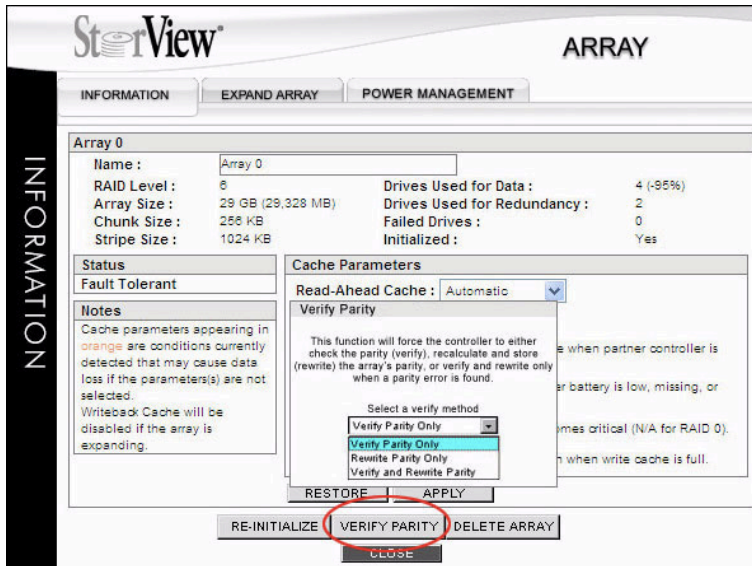 StorView
ARRAY
INFORMATION
EXPAND ARRAY
POWER MANAGEMENT
INFORMATION
Array 0
Name : Array 0
RAID Level : 6 Drives Used for Data : 4 (-95%)
Array Size : 29 GB (29,328 MB) Drives Used for Redundancy : 2
Chunk Size : 256 KB Failed Drives : 0
Stripe Size : 1024 KB Initialized : Yes
Status
Fault Tolerant
Notes
Cache parameters appearing in
orange are conditions currently
detected that may cause data
loss if the parameters(s) are not
selected.
Writeback Cache will be
disabled if the array is
expanding.
Cache Parameters
Read-Ahead Cache : Automatic
Verify Parity
This function will force the controller to either
check the parity (verify), recalculate and store
(rewrite) the array's parity, or verify and rewrite only
when a parity error is found.
Select a verify method
Verify Parity Only
Verify Parity Only
Rewrite Parity Only
Verify and Rewrite Parity
e when partner controller is
er battery is low, missing, or
omes critical (N/A for RAID 0).
n when write cache is full.
RESTORE APPLY
RE-INITIALIZE VERIFY PARITY DELETE ARRAY
CLOSE